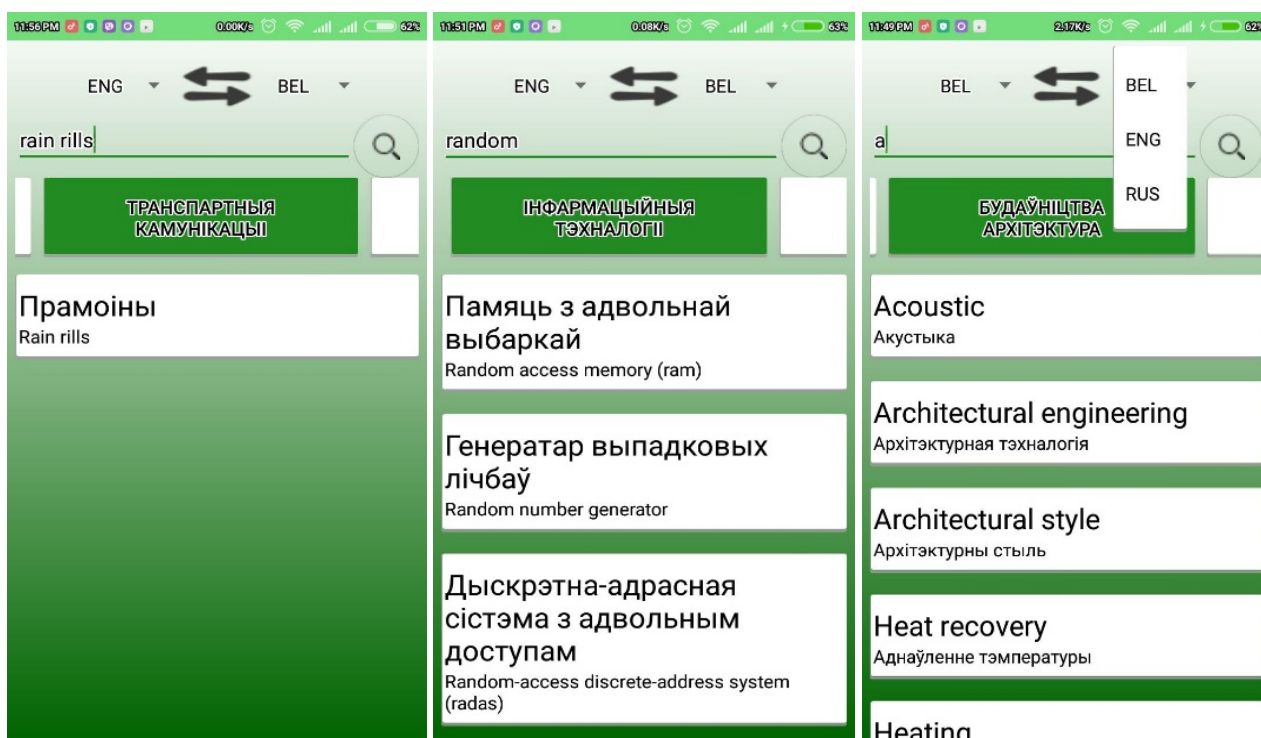 11:56 PM 0.00K/s 62%
ENG BEL
rain rills
ТРАНСПАРТНЫЯ
КАМУНІКАЦЫІ
Прамоіны
Rain rills
11:51 PM 0.08K/s 63%
ENG BEL
random
ІНФАРМАЦЫЙНЫЯ
ТЭХНАЛОГІІ
Памяць з адвольнай
выбаркай
Random access memory (ram)
Генератар выпадковых
лічбаў
Random number generator
Дыскрэтна-адрасная
сістэма з адвольным
доступам
Random-access discrete-address system
(radas)
11:49 PM 2.17K/s 62%
BEL BEL
ENG
RUS
a
БУДАЎНІЦТВА
АРХІТЭКТУРА
Acoustic
Акустыка
Architectural engineering
Архітэктурная тэхналогія
Architectural style
Архітэктурны стыль
Heat recovery
Аднаўленне тэмпературы
Heating